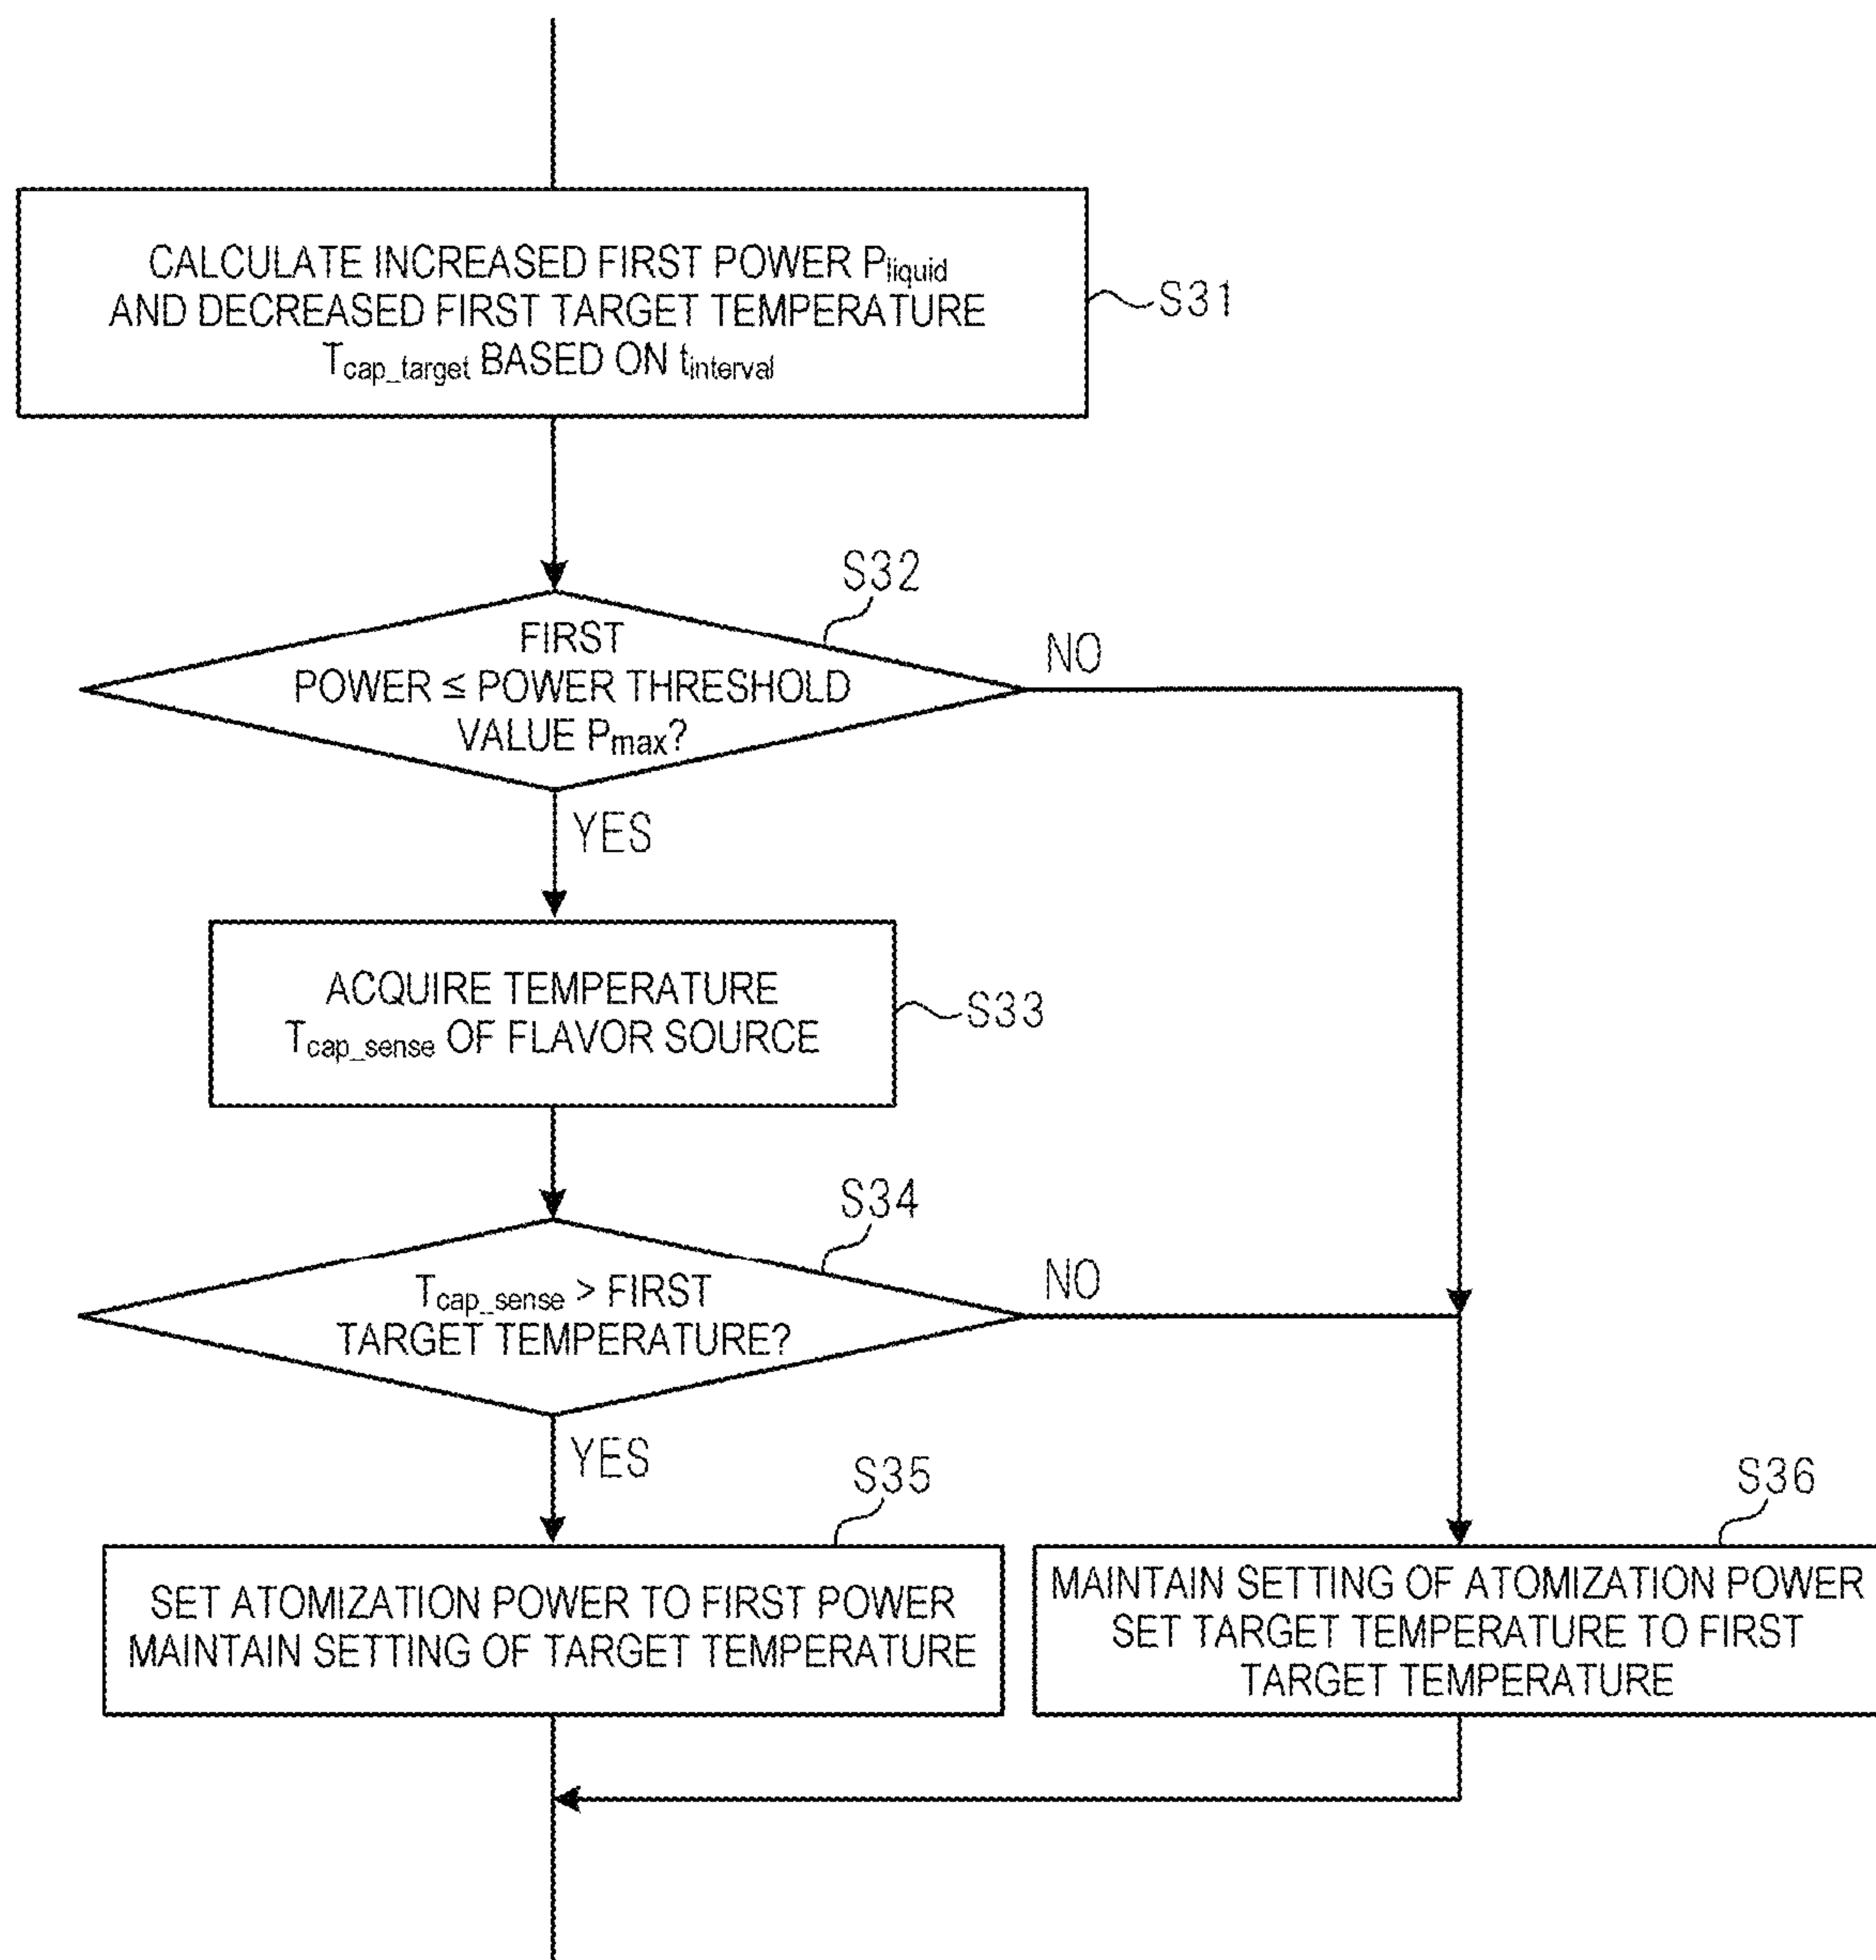 CALCULATE INCREASED FIRST POWER Pliquid
AND DECREASED FIRST TARGET TEMPERATURE
Tcap_target BASED ON tinterval
S31
S32
FIRST
POWER ≤ POWER THRESHOLD
VALUE Pmax?
NO
YES
ACQUIRE TEMPERATURE
Tcap_sense OF FLAVOR SOURCE
S33
S34
Tcap_sense > FIRST
TARGET TEMPERATURE?
NO
YES
S35
SET ATOMIZATION POWER TO FIRST POWER
MAINTAIN SETTING OF TARGET TEMPERATURE
S36
MAINTAIN SETTING OF ATOMIZATION POWER
SET TARGET TEMPERATURE TO FIRST
TARGET TEMPERATURE